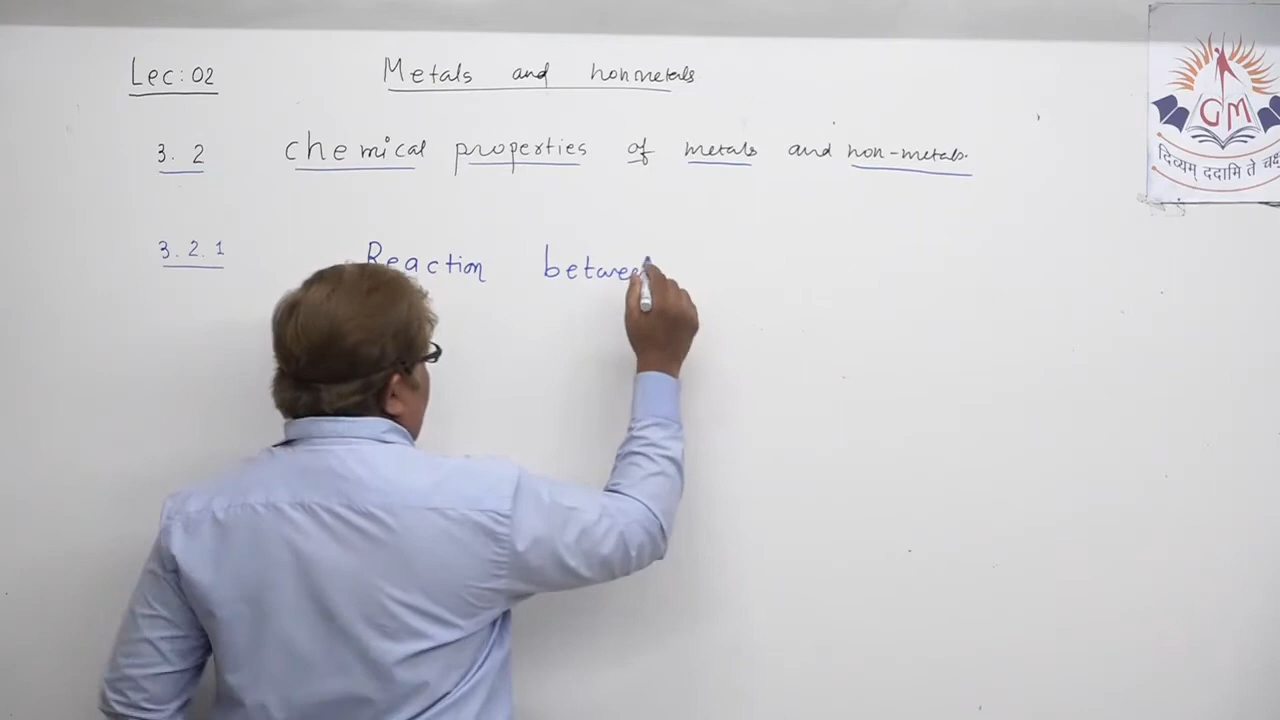 Lec: 02 Metals and nonmetals
3. 2 chemical properties of metals and non-metals.
3. 2. 1 Reaction between
GM
दिव्यम् ददामि ते